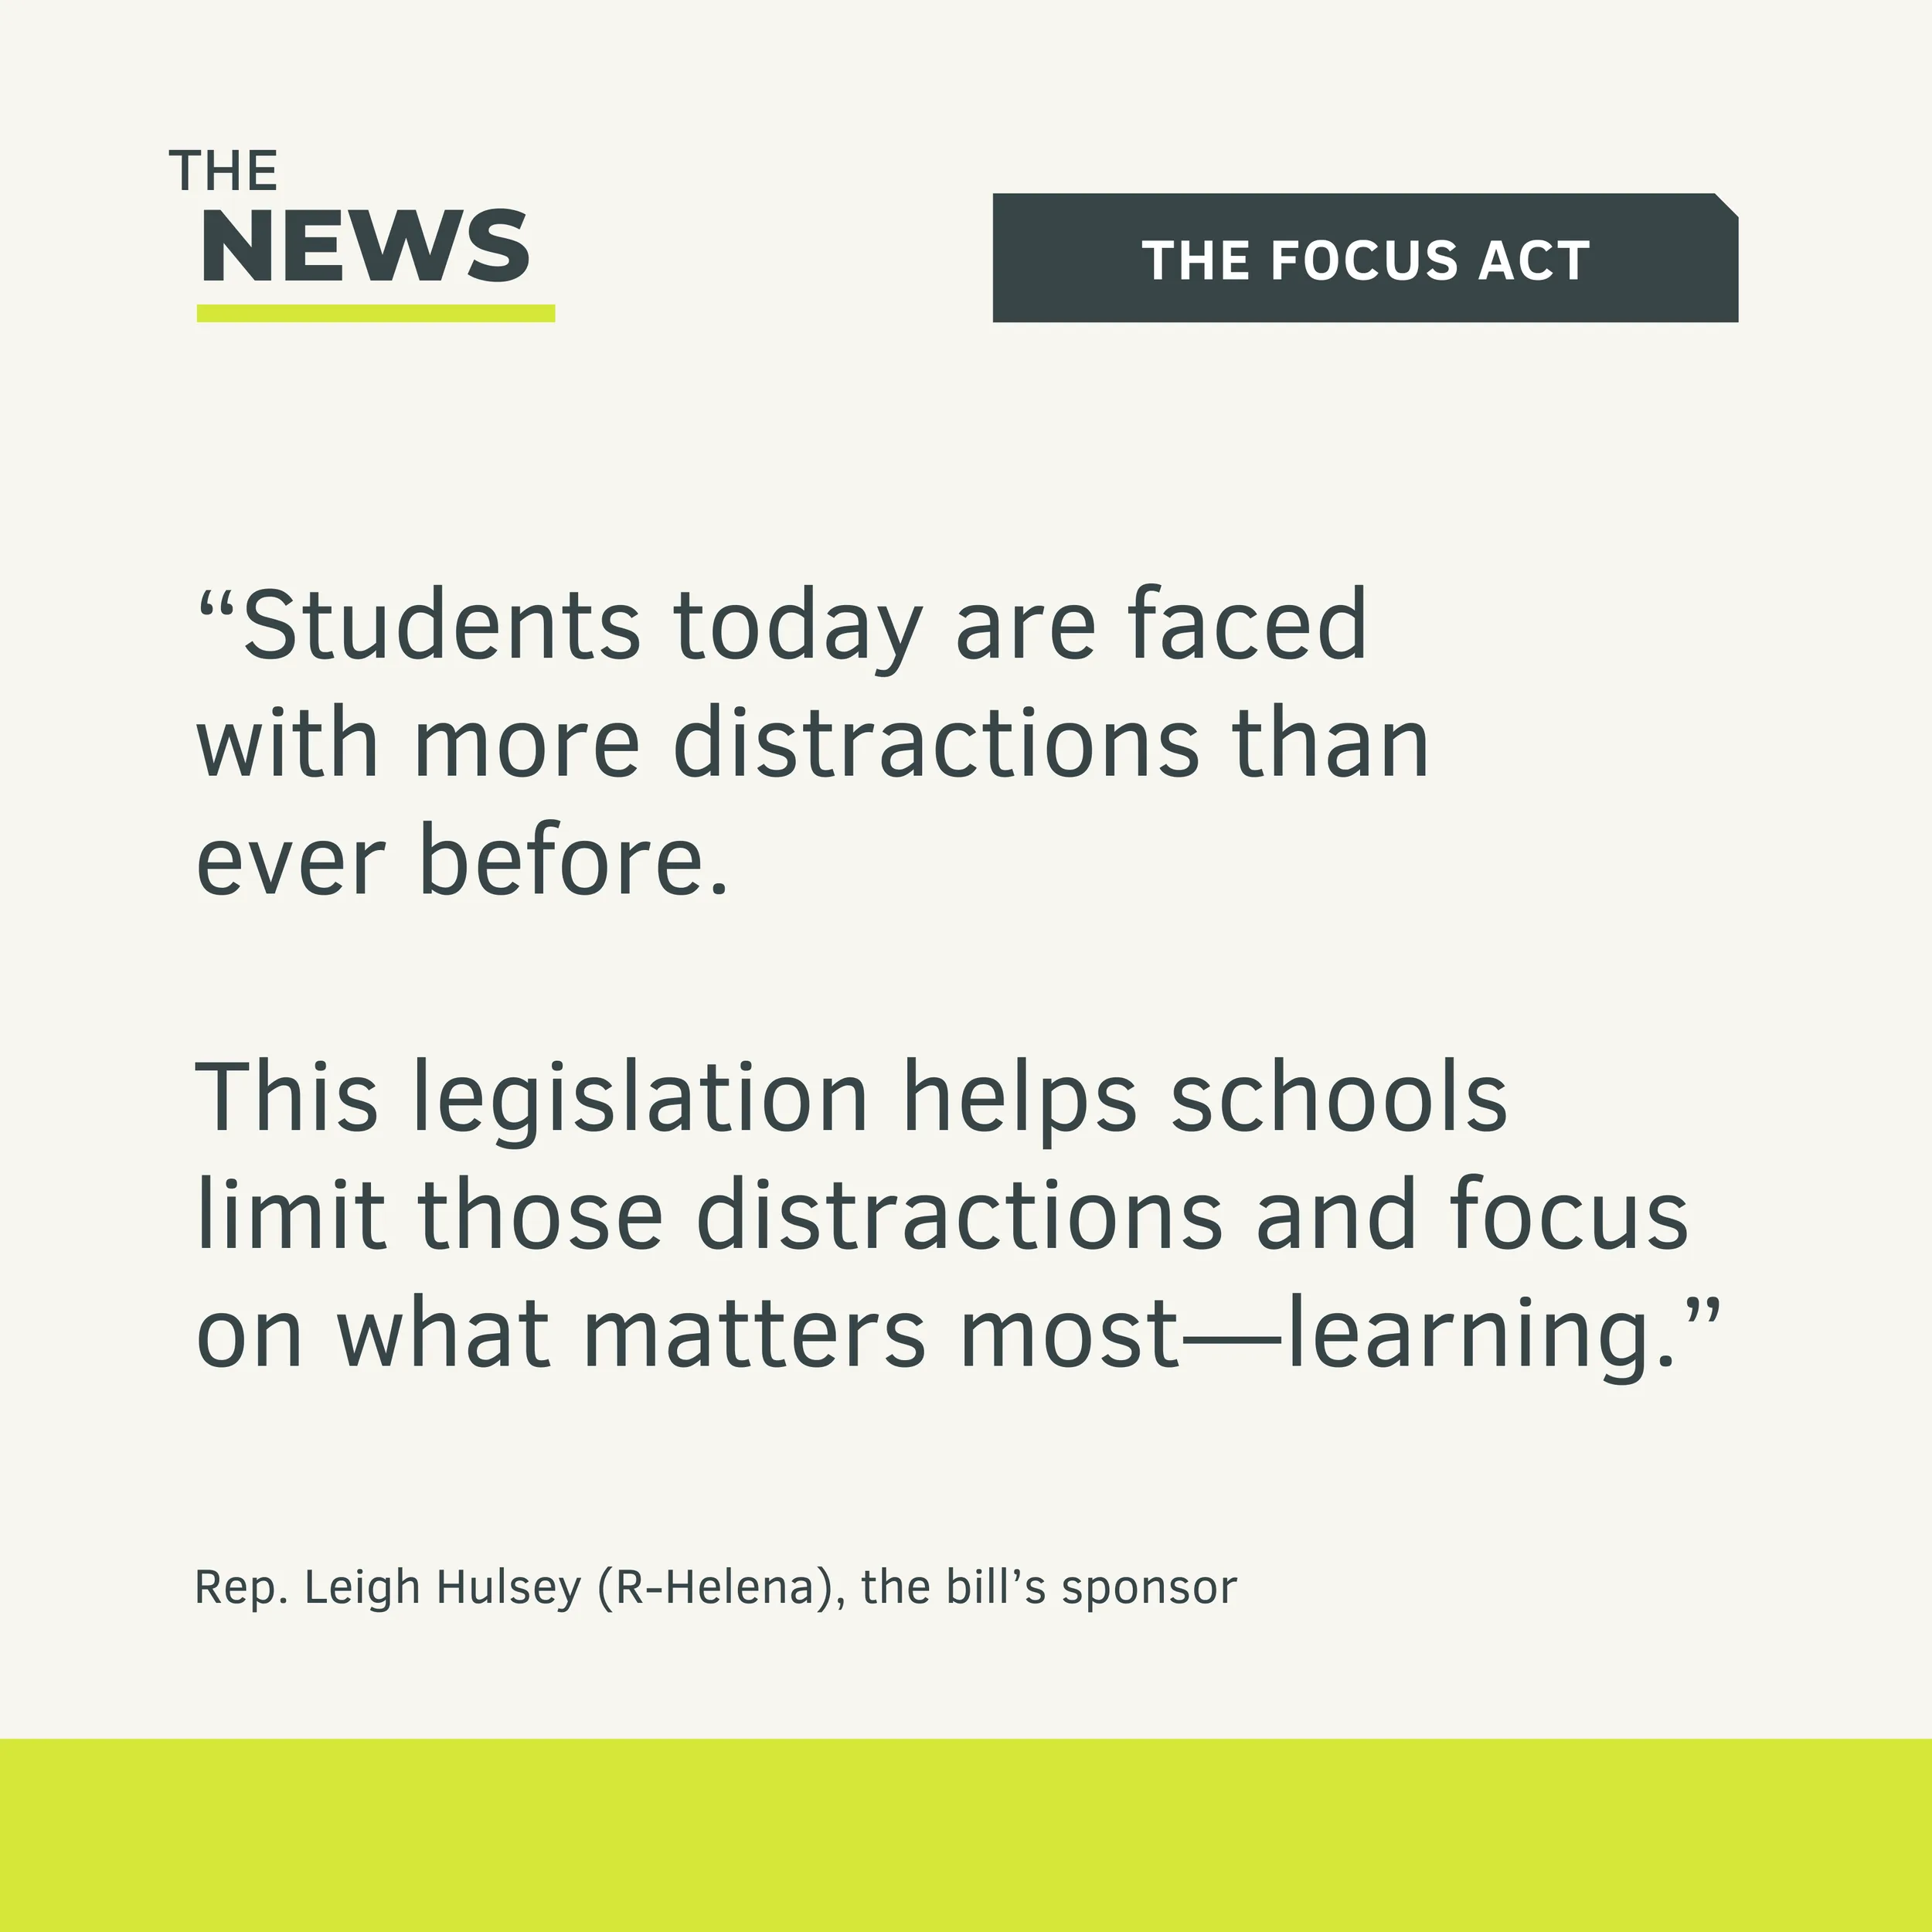 THE
NEWS
THE FOCUS ACT
“Students today are faced
with more distractions than
ever before.
This legislation helps schools
limit those distractions and focus
on what matters most—learning.”
Rep. Leigh Hulsey (R-Helena), the bill’s sponsor